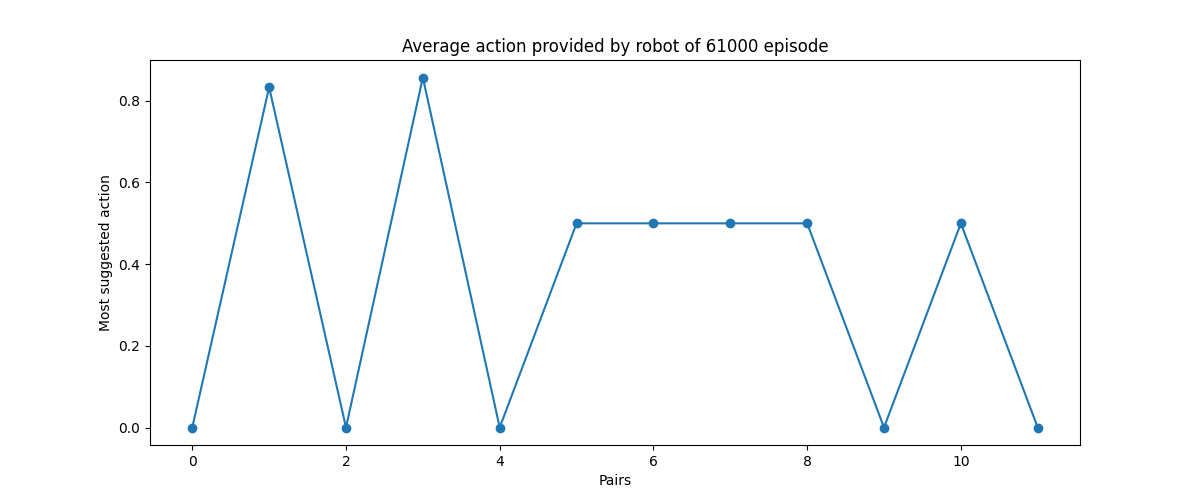 Average action provided by robot of 61000 episode
Most suggested action
0.8
0.6
0.4
0.2
0.0
0 2 4 6 8 10
Pairs